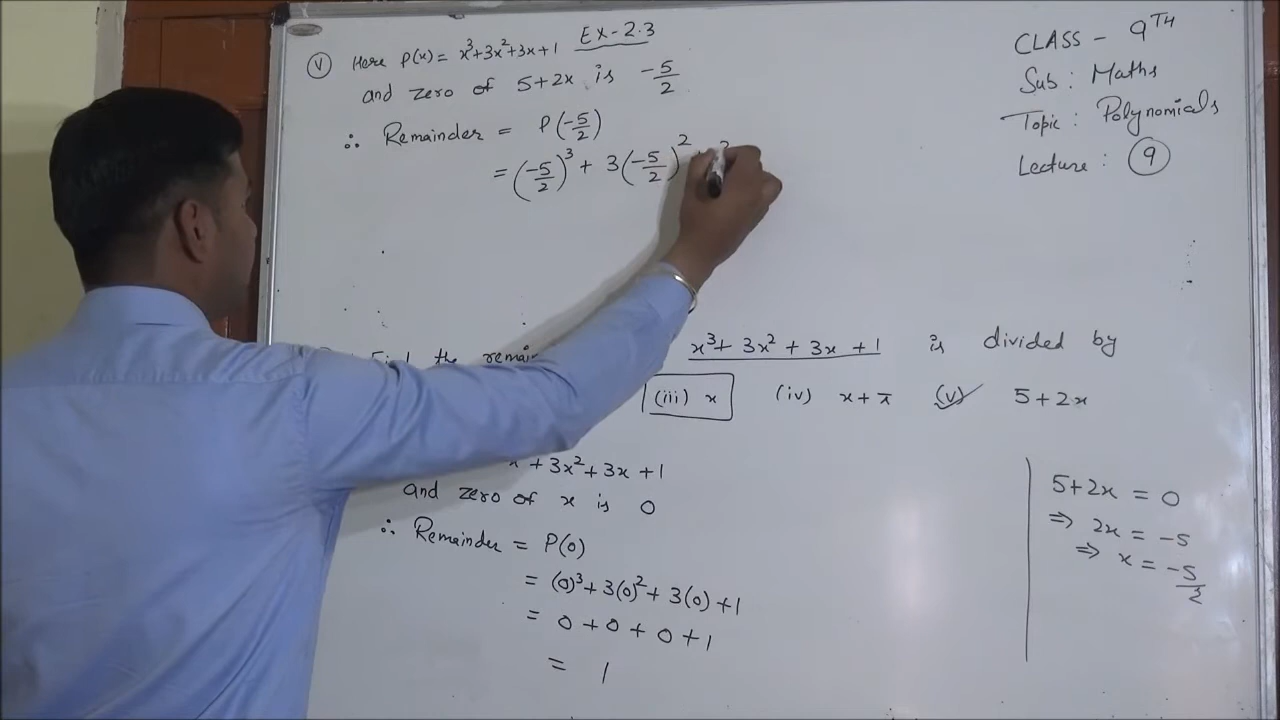 EX-2.3
(V) Here P(x) = x³+3x²+3x+1
and zero of 5+2x is -5/2
∴ Remainder = P(-5/2)
= (-5/2)³ + 3(-5/2)²
CLASS - 9TH
Sub : Maths
Topic : Polynomials
Lecture : 9
the x³+ 3x² + 3x + 1 is divided by
(iii) x (iv) x+π (v) 5+2x
+ 3x² + 3x + 1
and zero of x is 0
∴ Remainder = P(0)
= (0)³ + 3(0)² + 3(0) + 1
= 0 + 0 + 0 + 1
= 1
5+2x = 0
⇒ 2x = -5
⇒ x = -5/2